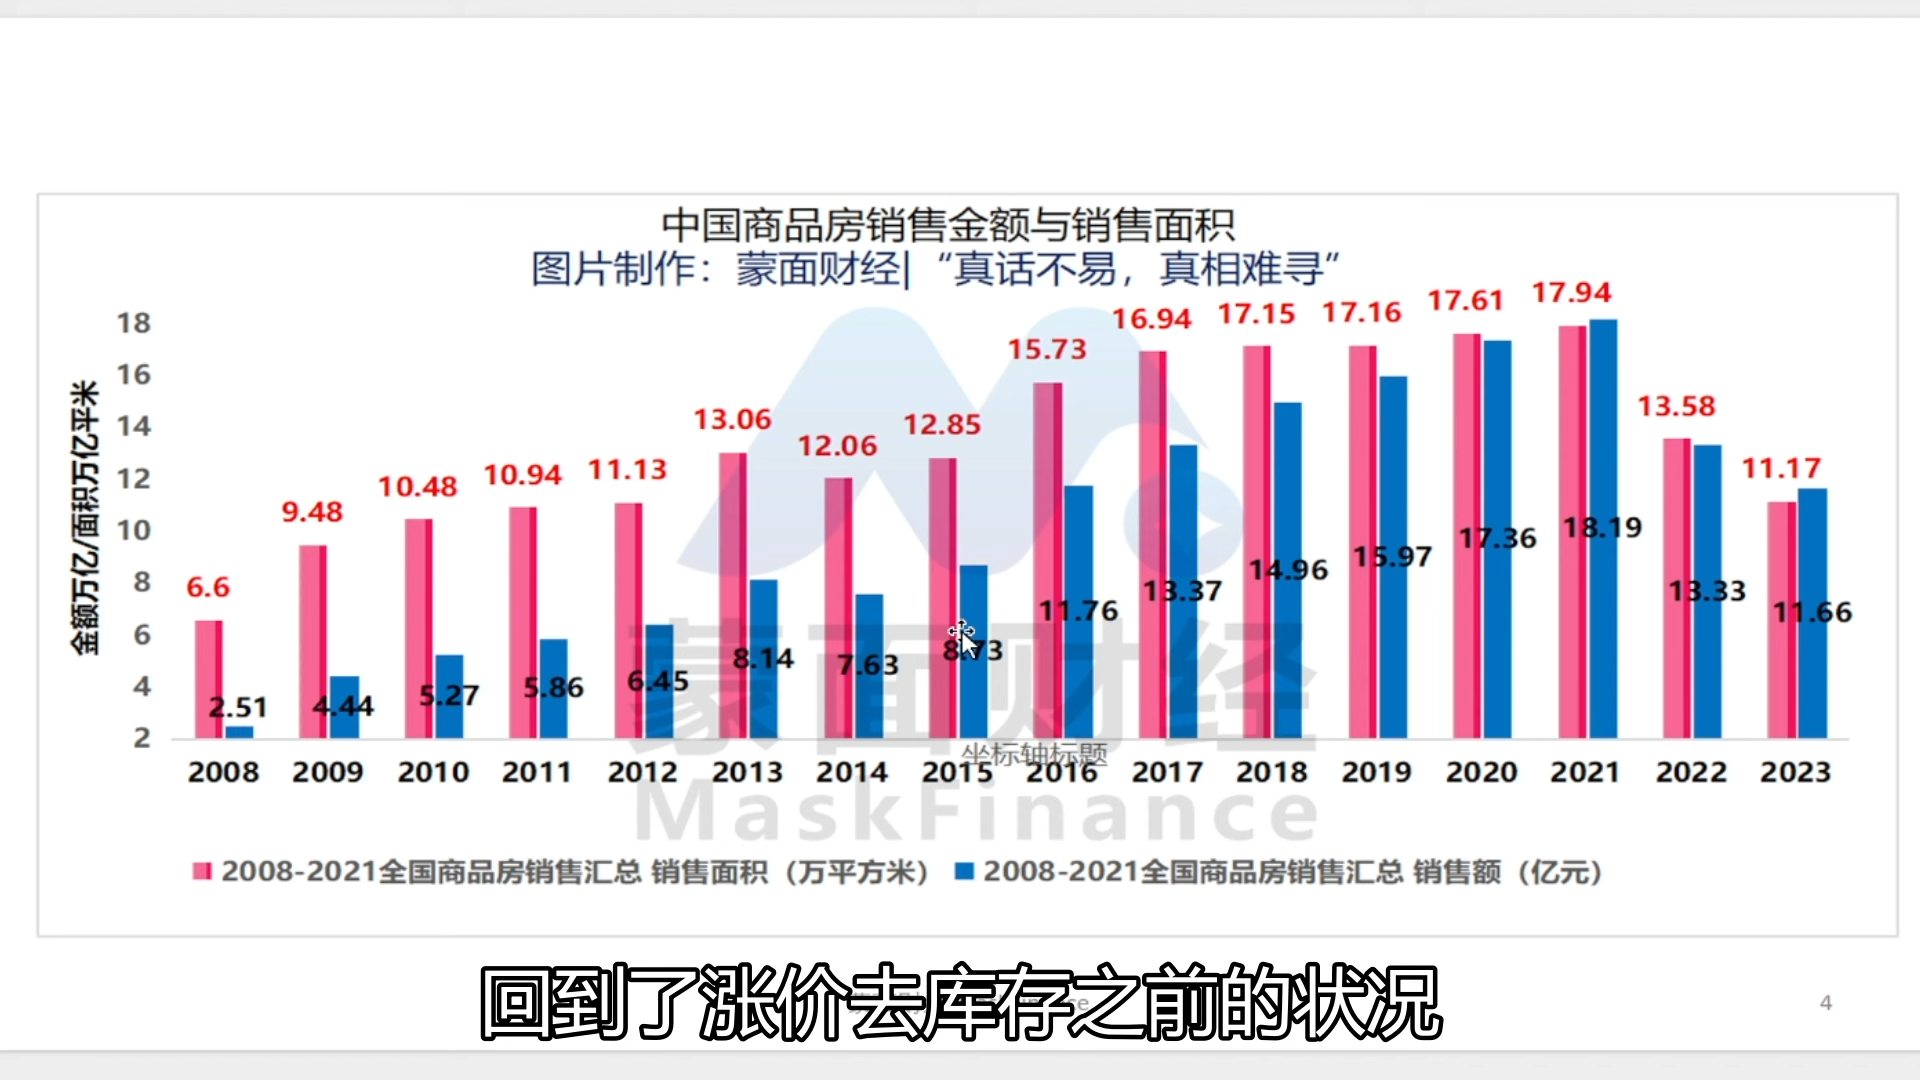 中国商品房销售金额与销售面积
图片制作：蒙面财经|“真话不易，真相难寻”
金额万亿/面积万亿平米
18
16
14
12
10
8
6
4
2
6.6 9.48 10.48 10.94 11.13 13.06 12.06 12.85 15.73 16.94 17.15 17.16 17.61 17.94 13.58 11.17
2.51 4.44 5.27 5.86 6.45 8.14 7.63 8.73 11.76 13.37 14.96 15.97 17.36 18.19 13.33 11.66
蒙面财经
坐标轴标题
2008 2009 2010 2011 2012 2013 2014 2015 2016 2017 2018 2019 2020 2021 2022 2023
MaskFinance
2008-2021全国商品房销售汇总 销售面积（万平方米） 2008-2021全国商品房销售汇总 销售额（亿元）
回到了涨价去库存之前的状况
4